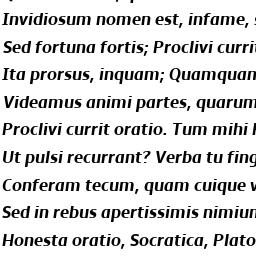 Invidiosum nomen est, infame,
Sed fortuna fortis; Proclivi curri
Ita prorsus, inquam; Quamquam
Videamus animi partes, quarum
Proclivi currit oratio. Tum mihi
Ut pulsi recurrant? Verba tu fing
Conferam tecum, quam cuique
Sed in rebus apertissimis nimiun
Honesta oratio, Socratica, Plato